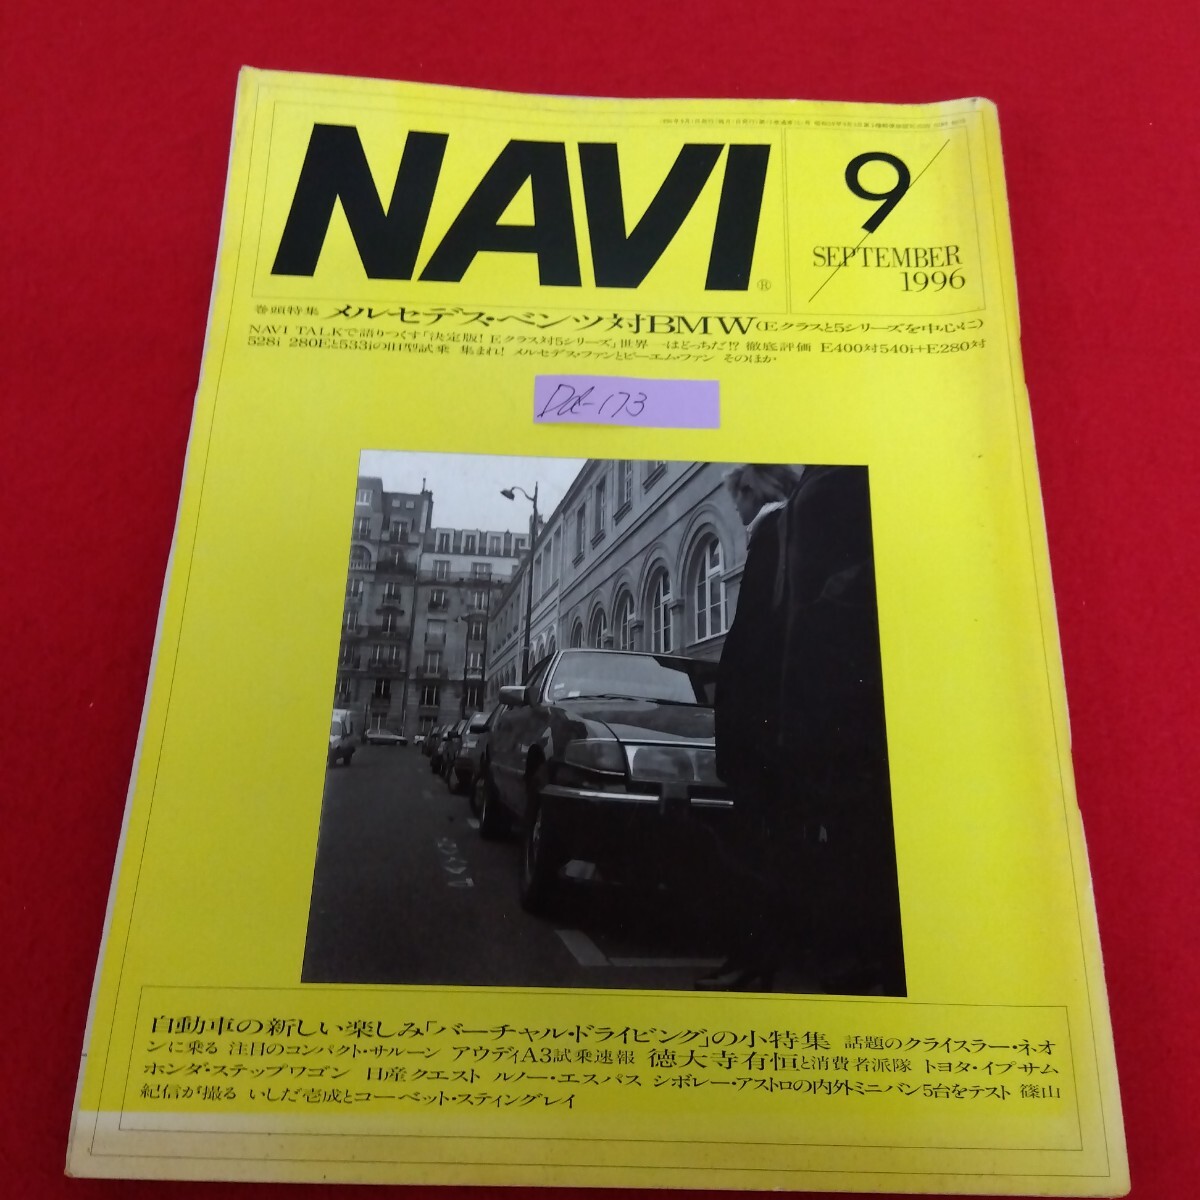 NAVI
®
9
SEPTEMBER
1996
巻頭特集 メルセデス・ベンツ対BMW(Eクラスと5シリーズを中心に)
NAVI TALKで語りつくす「決定版! Eクラス対5シリーズ」世界一はどっちだ!? 徹底評価 E400対540i+E280対
528i 280Eと533iの旧型試乗 集まれ! メルセデス・ファンとビーエム・ファン そのほか
Dd-173
自動車の新しい楽しみ「バーチャル・ドライビング」の小特集 話題のクライスラー・ネオ
ンに乗る 注目のコンパクト・サルーン アウディA3試乗速報 徳大寺有恒と消費者派隊 トヨタ・イプサム
ホンダ・ステップワゴン 日産クエスト ルノー・エスパス シボレー・アストロの内外ミニバン5台をテスト 篠山
紀信が撮る いしだ壱成とコーベット・スティングレイ